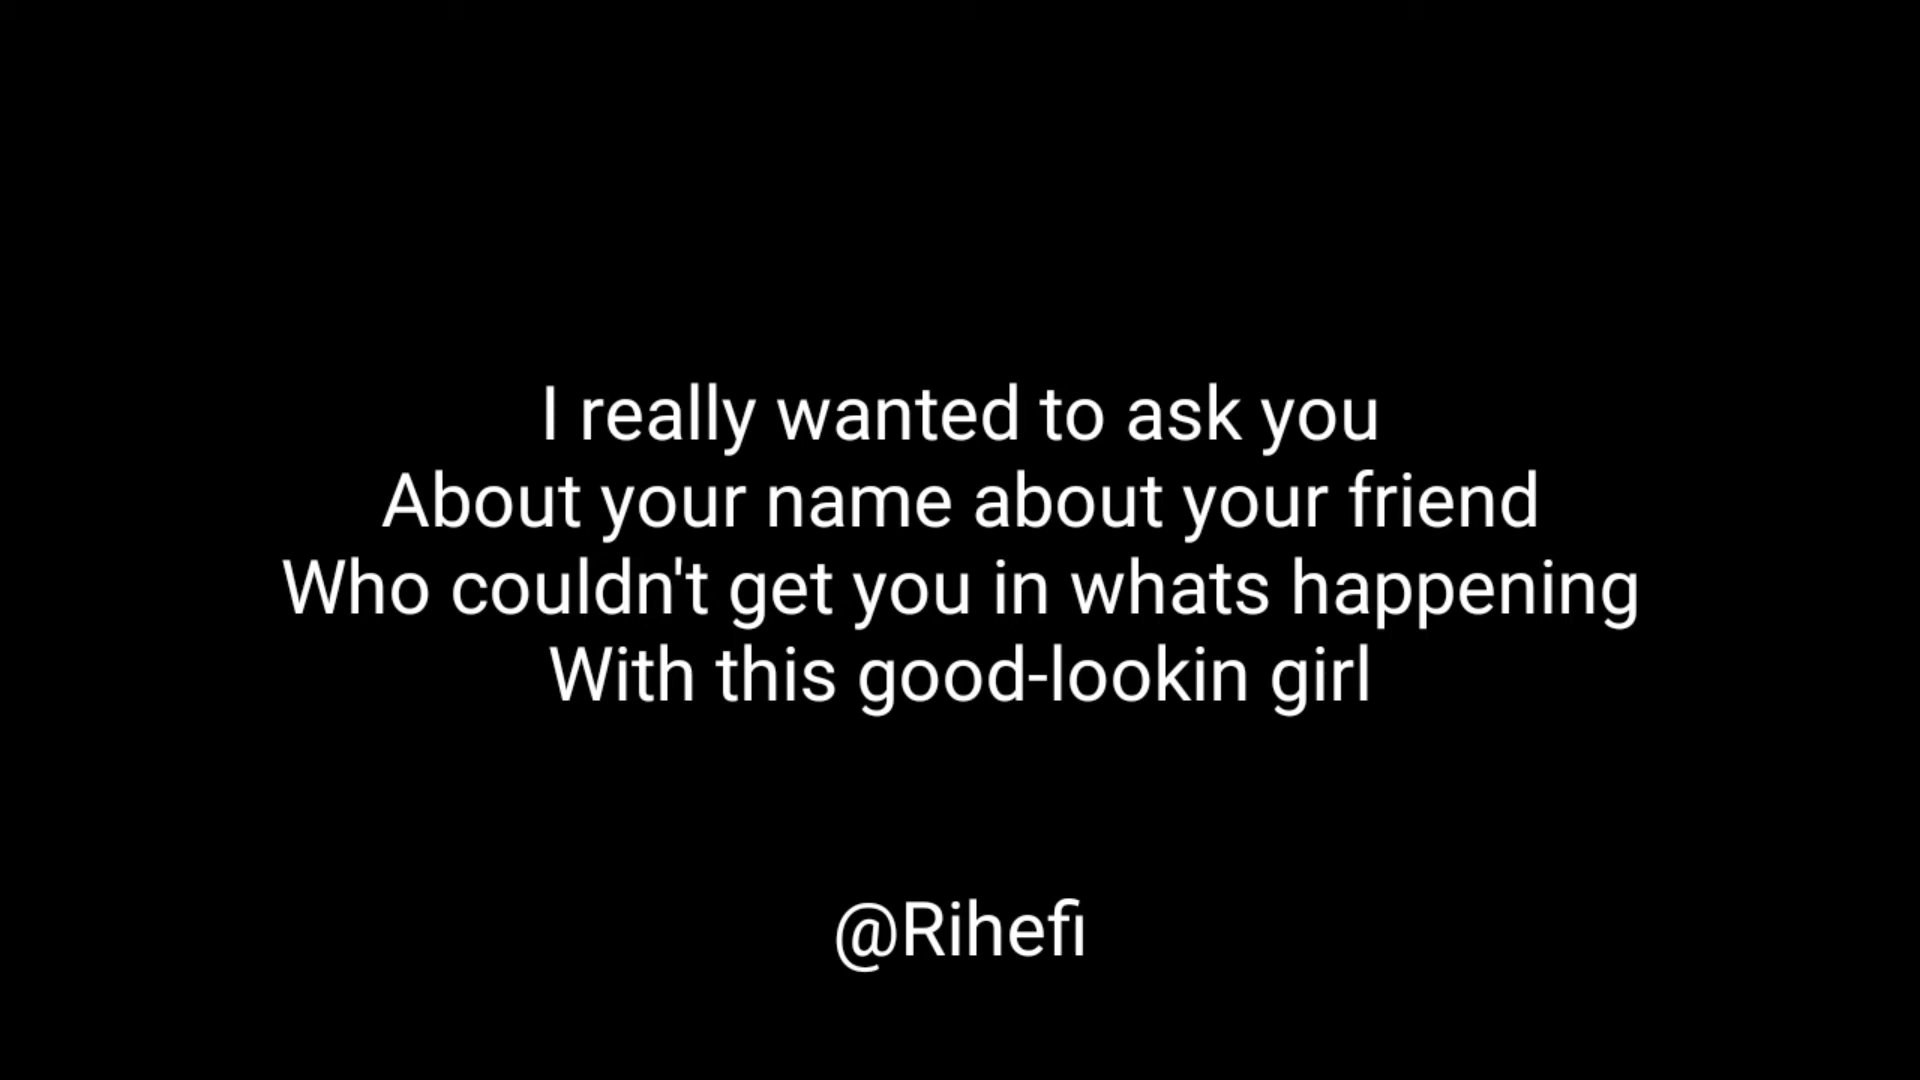 I really wanted to ask you
About your name about your friend
Who couldn't get you in whats happening
With this good-lookin girl
@Rihefi